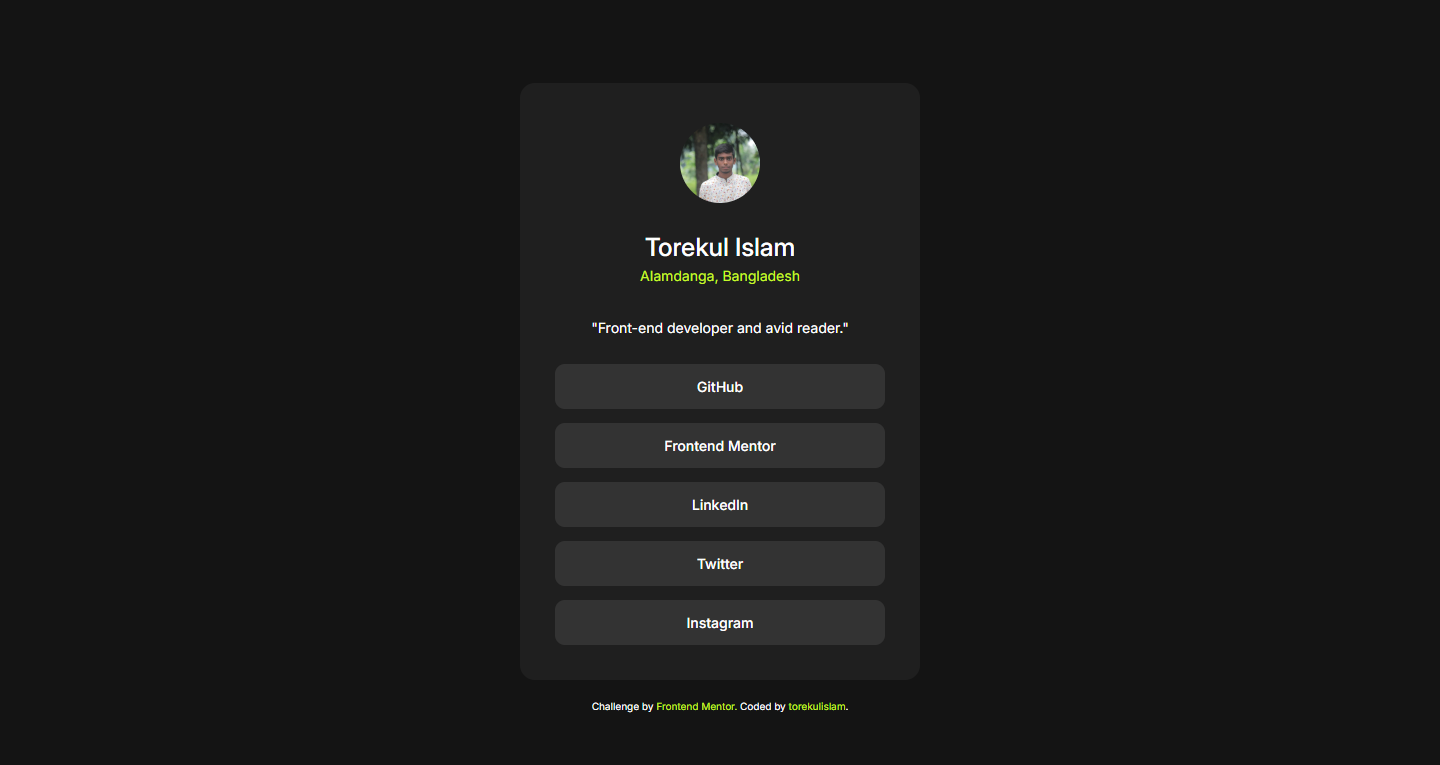 Torekul Islam
Alamdanga, Bangladesh
"Front-end developer and avid reader."
GitHub
Frontend Mentor
LinkedIn
Twitter
Instagram
Challenge by Frontend Mentor. Coded by torekulislam.